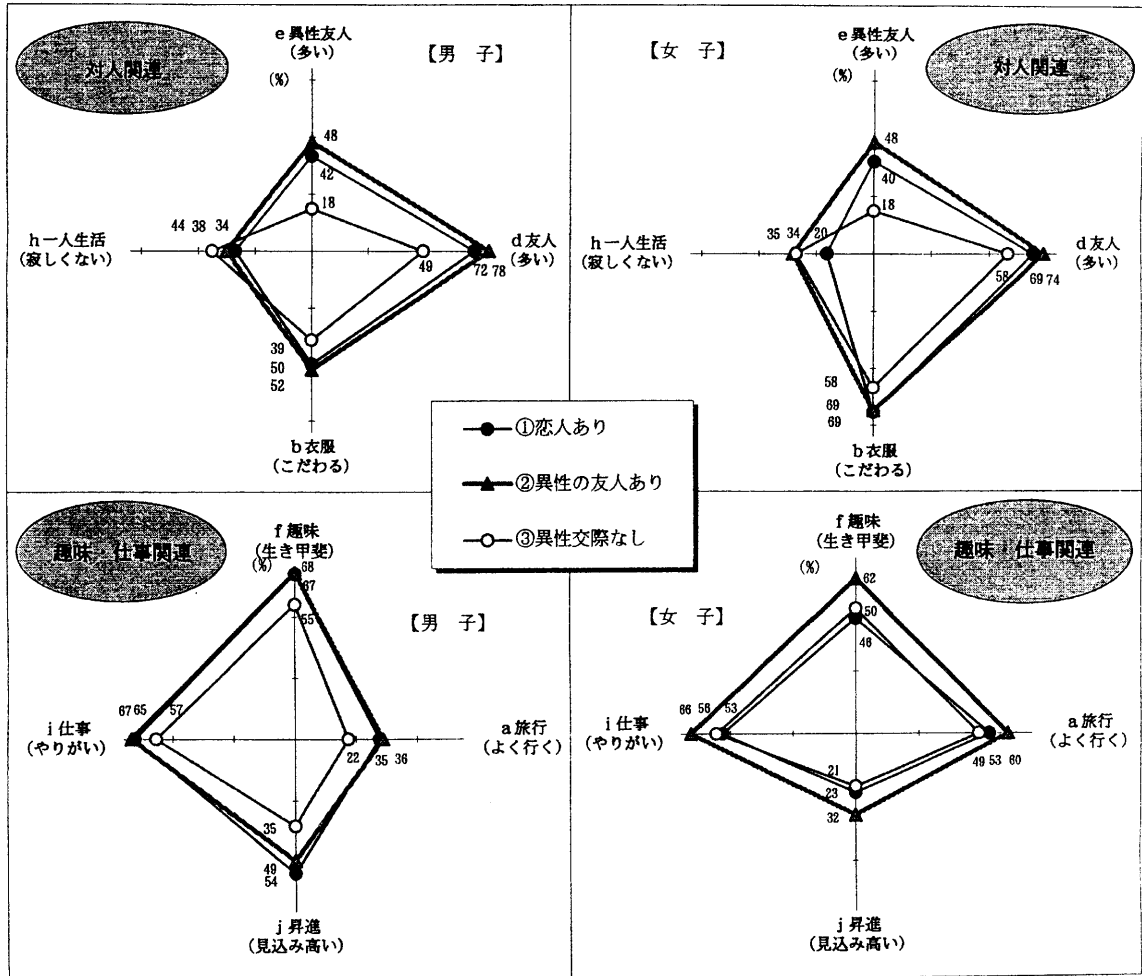 対人関連
e異性友人
(多い)
(%)
【男 子】
48
42
18
44 38 34
h一人生活
(寂しくない)
d友人
(多い)
49
72 78
39
50
52
b衣服
(こだわる)
【女 子】
e異性友人
(多い)
(%)
対人関連
48
40
18
35 34 20
h一人生活
(寂しくない)
d友人
(多い)
58
69 74
58
69
69
b衣服
(こだわる)
①恋人あり
②異性の友人あり
③異性交際なし
趣味・仕事関連
f趣味
(生き甲斐)
(%)
68
67
55
【男 子】
67 65 57
i仕事
(やりがい)
a旅行
(よく行く)
22 35 36
35
49
54
j昇進
(見込み高い)
f趣味
(生き甲斐)
(%)
趣味・仕事関連
【女 子】
62
50
46
66 56 53
i仕事
(やりがい)
a旅行
(よく行く)
49 53 60
21
23
32
j昇進
(見込み高い)